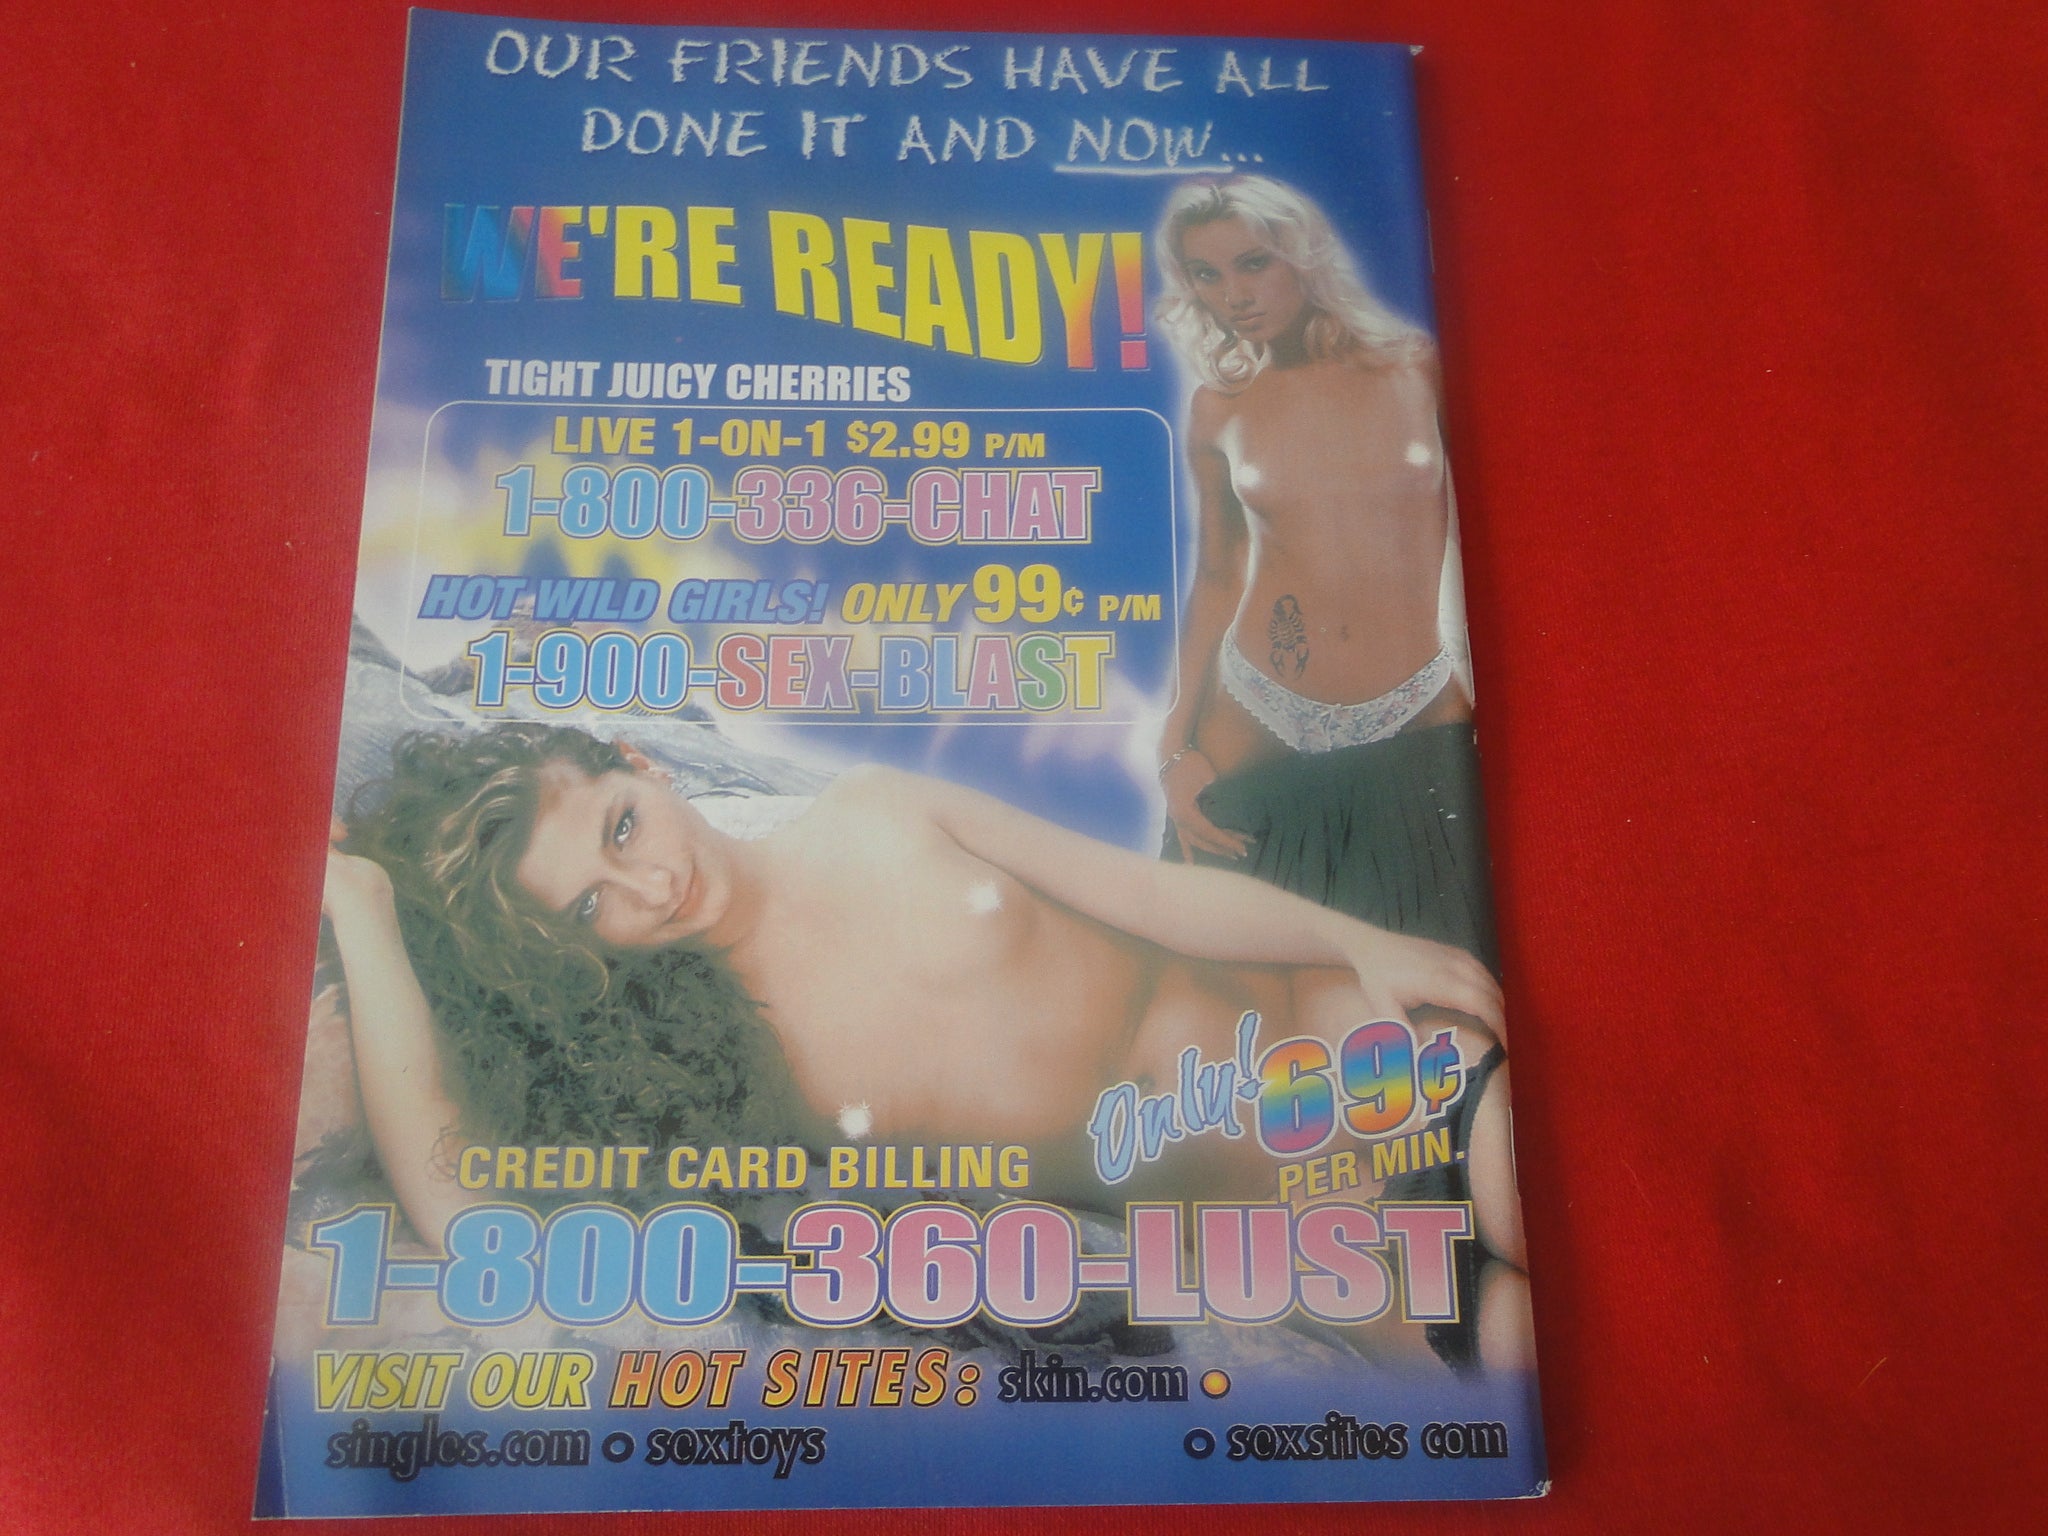 OUR FRIENDS HAVE ALL
DONE IT AND NOW...
WE'RE READY!
TIGHT JUICY CHERRIES
LIVE 1-ON-1 $2.99 P/M
1-800-336-CHAT
HOT WILD GIRLS! ONLY 99¢ P/M
1-900-SEX-BLAST
Only! 69¢
PER MIN.
CREDIT CARD BILLING
1-800-360-LUST
VISIT OUR HOT SITES: skin.com •
singles.com • sextoys • sexsites com